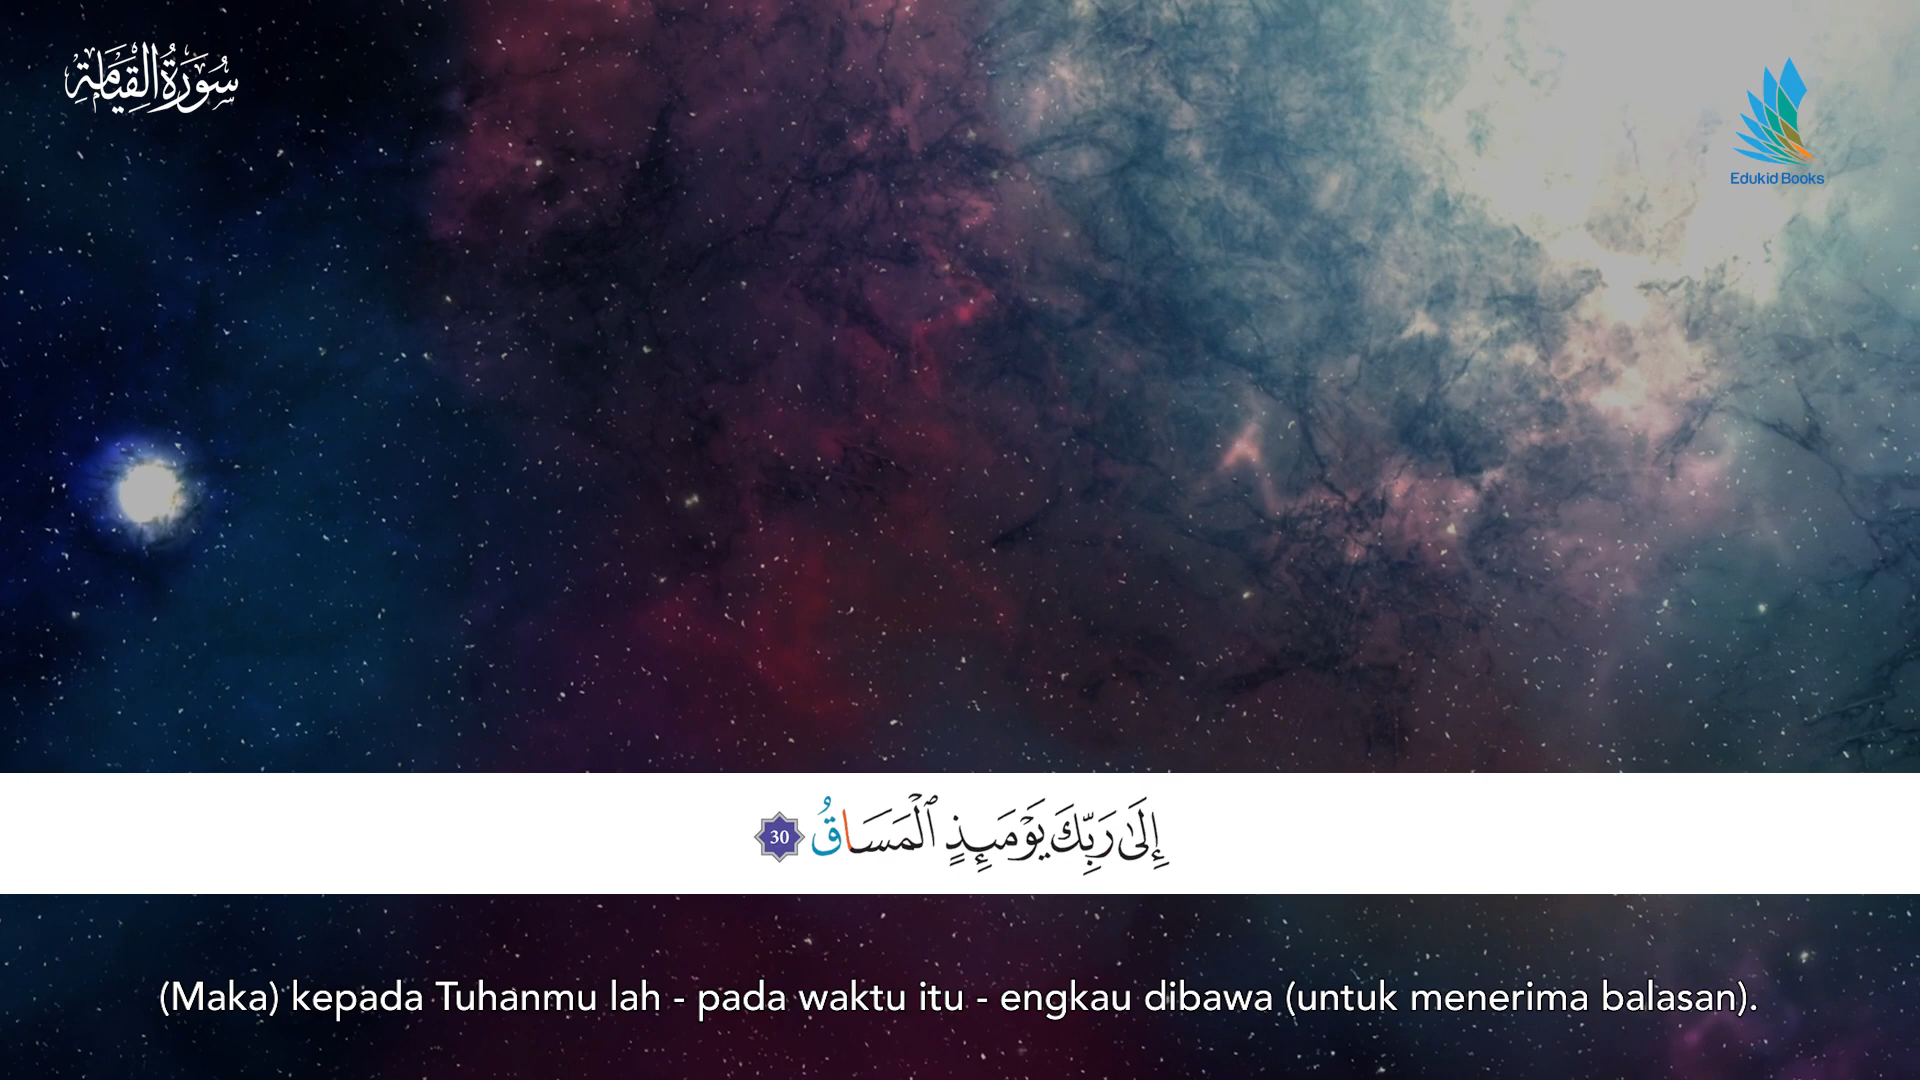 سُورَةُ القِيَامَةِ
Edukid Books
إِلَىٰ رَبِّكَ يَوْمَئِذٍ ٱلْمَسَاقُ 30
(Maka) kepada Tuhanmu lah - pada waktu itu - engkau dibawa (untuk menerima balasan).